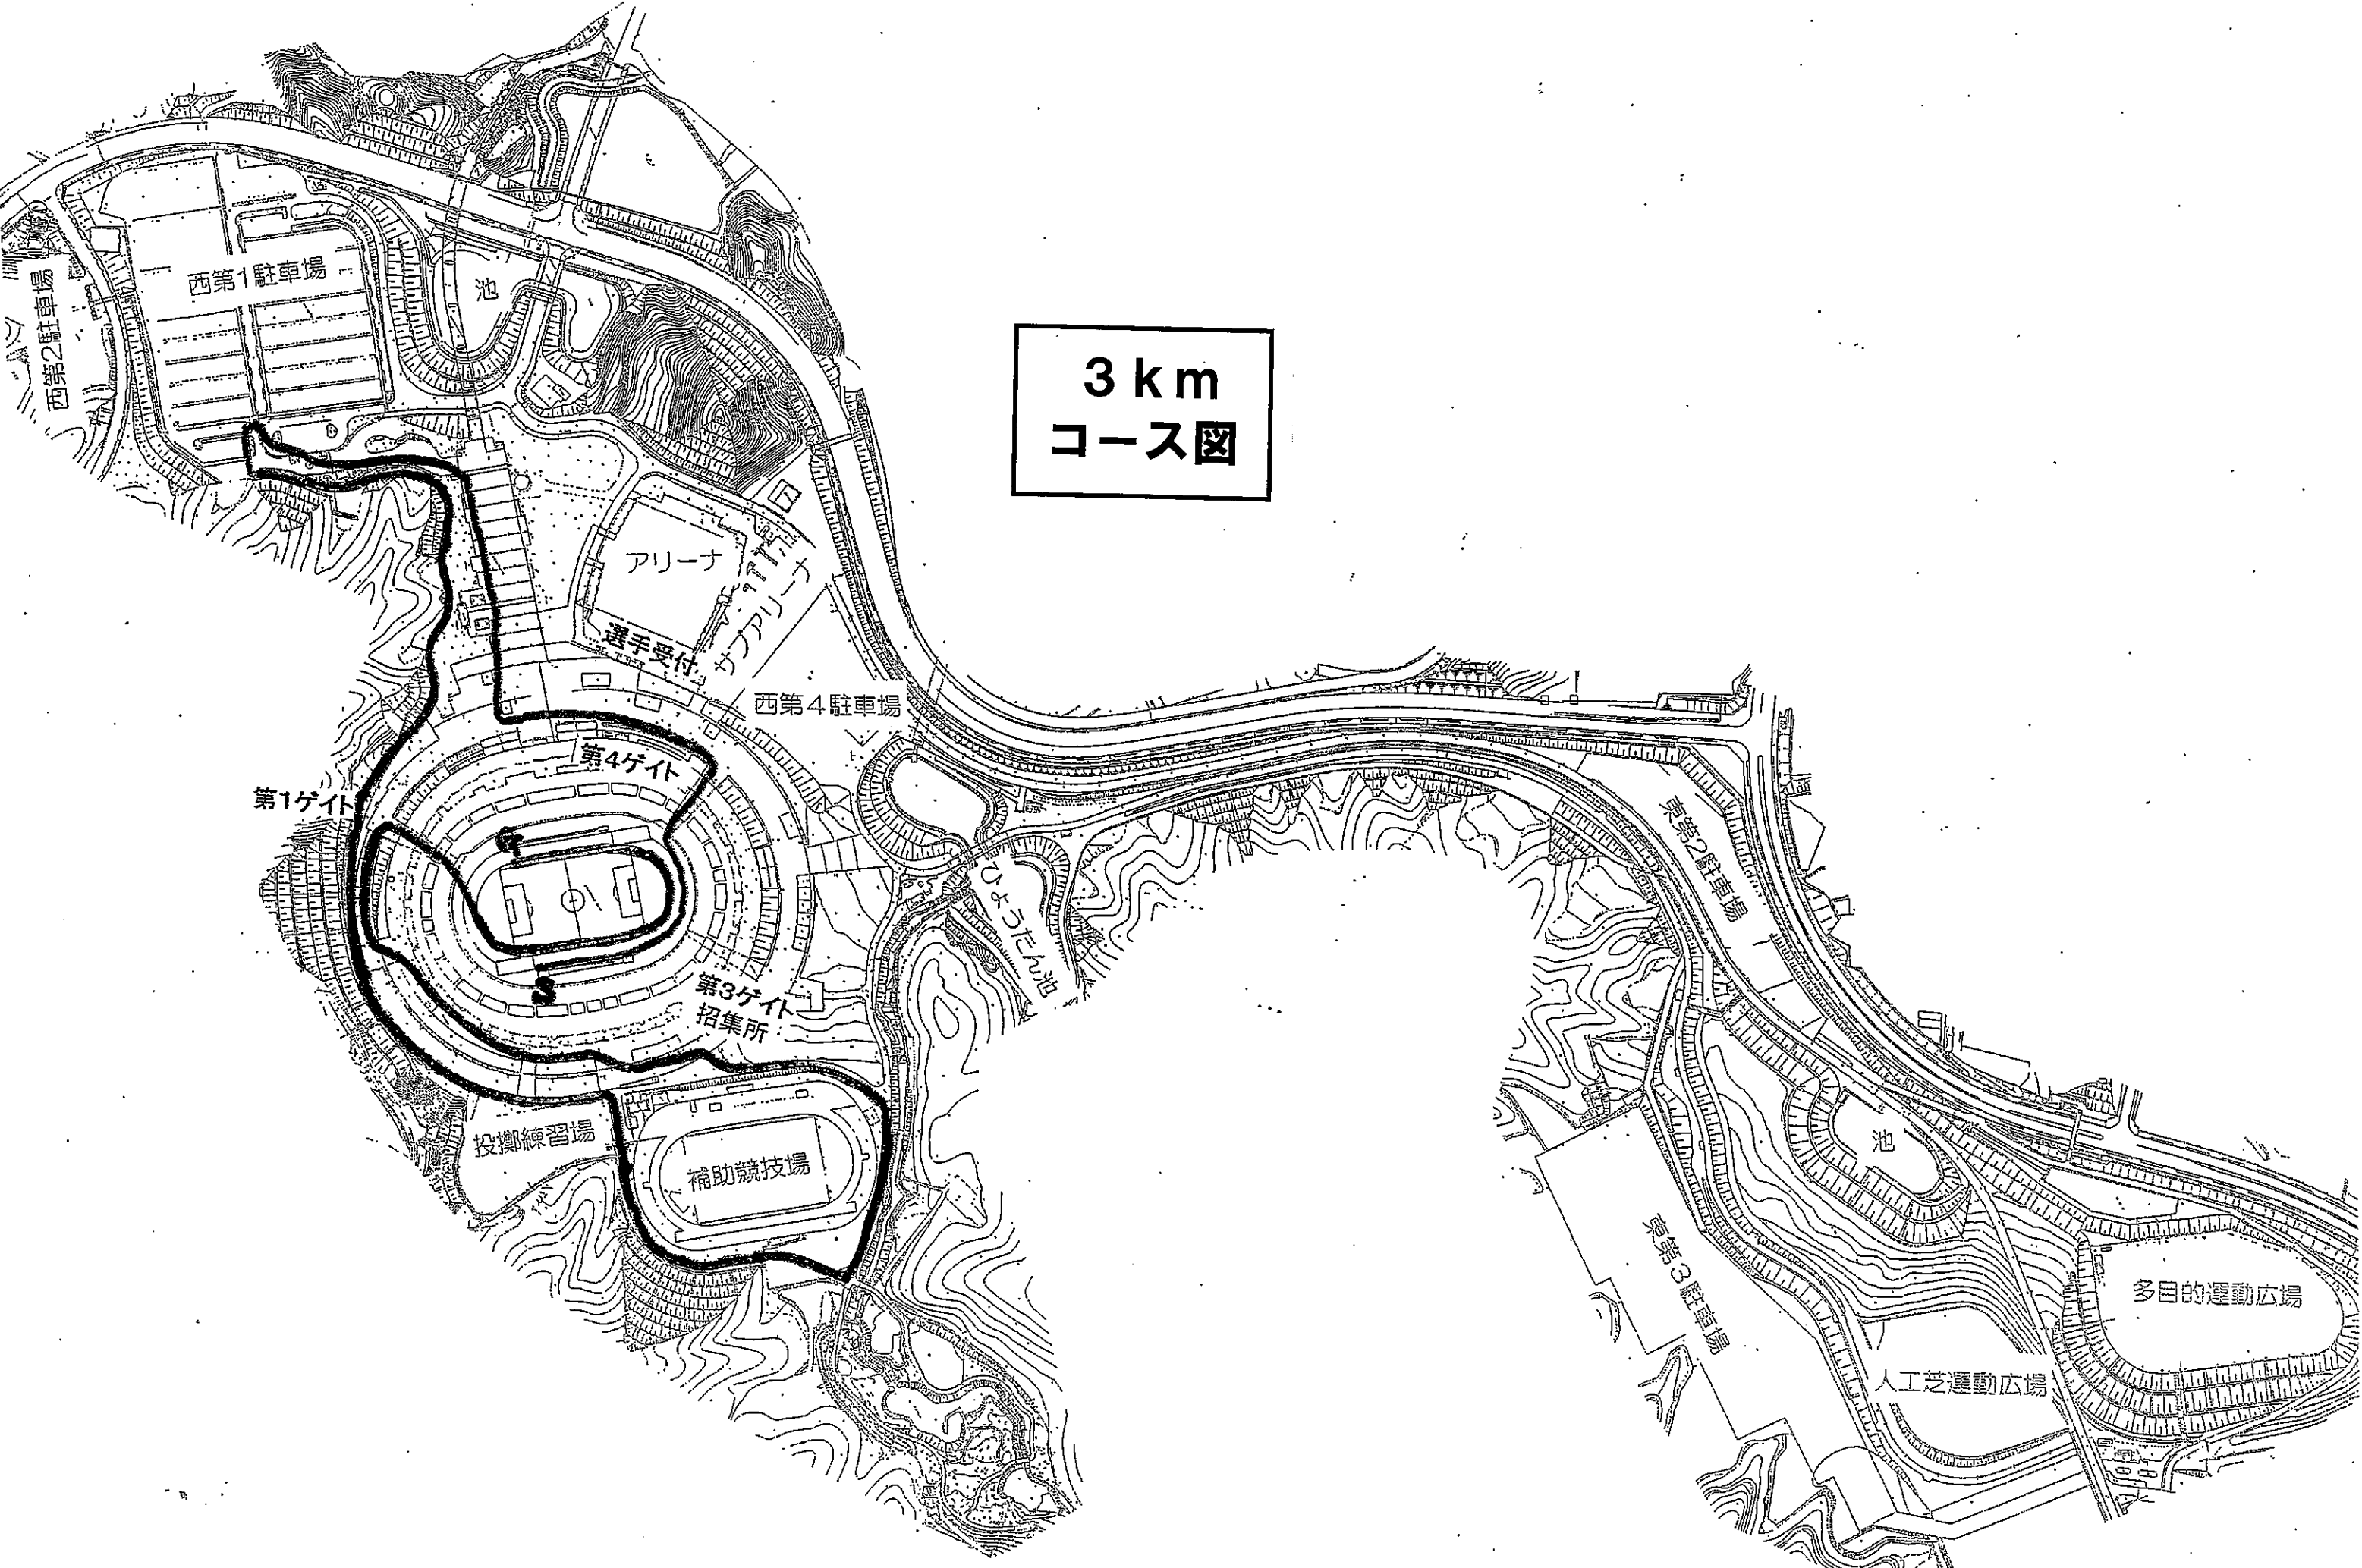 3km
コース図
西第1駐車場
西第2駐車場
池
アリーナ
サブアリーナ
選手受付
西第4駐車場
第4ゲイト
第1ゲイト
G
S
第3ゲイト
招集所
ひょうたん池
投擲練習場
補助競技場
東第2駐車場
池
東第3駐車場
多目的運動広場
人工芝運動広場